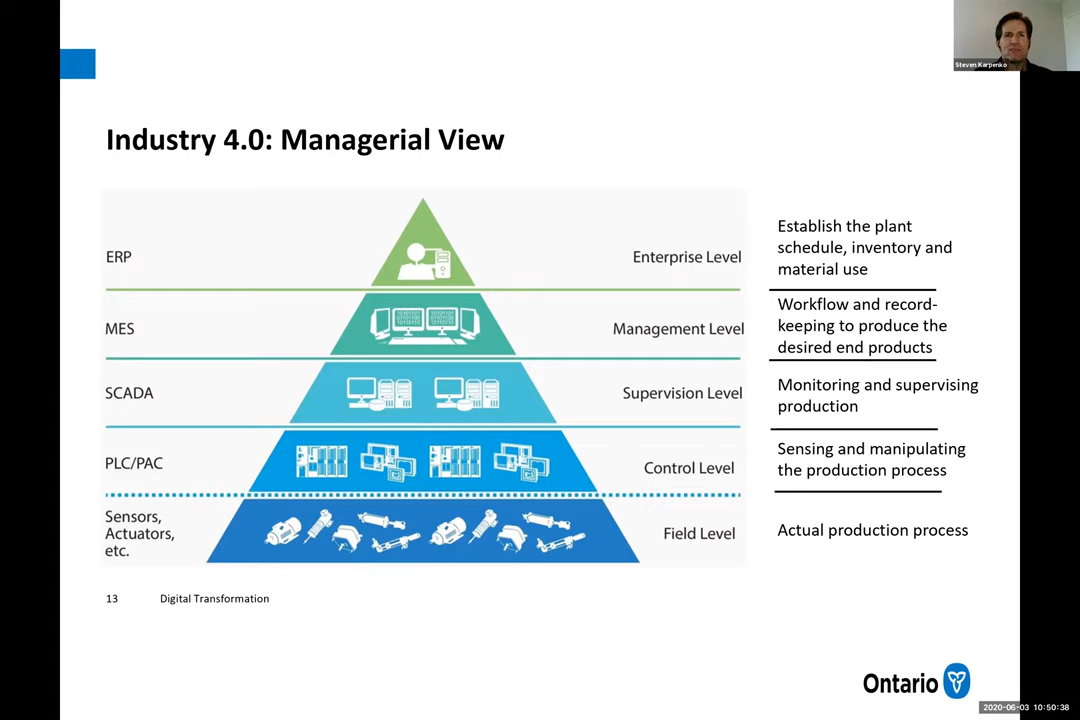 Steven Karpenko
Industry 4.0: Managerial View
ERP
Enterprise Level
Establish the plant
schedule, inventory and
material use
MES
Management Level
Workflow and record-
keeping to produce the
desired end products
SCADA
Supervision Level
Monitoring and supervising
production
PLC/PAC
Control Level
Sensing and manipulating
the production process
Sensors,
Actuators,
etc.
Field Level
Actual production process
13 Digital Transformation
Ontario
2020-06-03 10:50:38